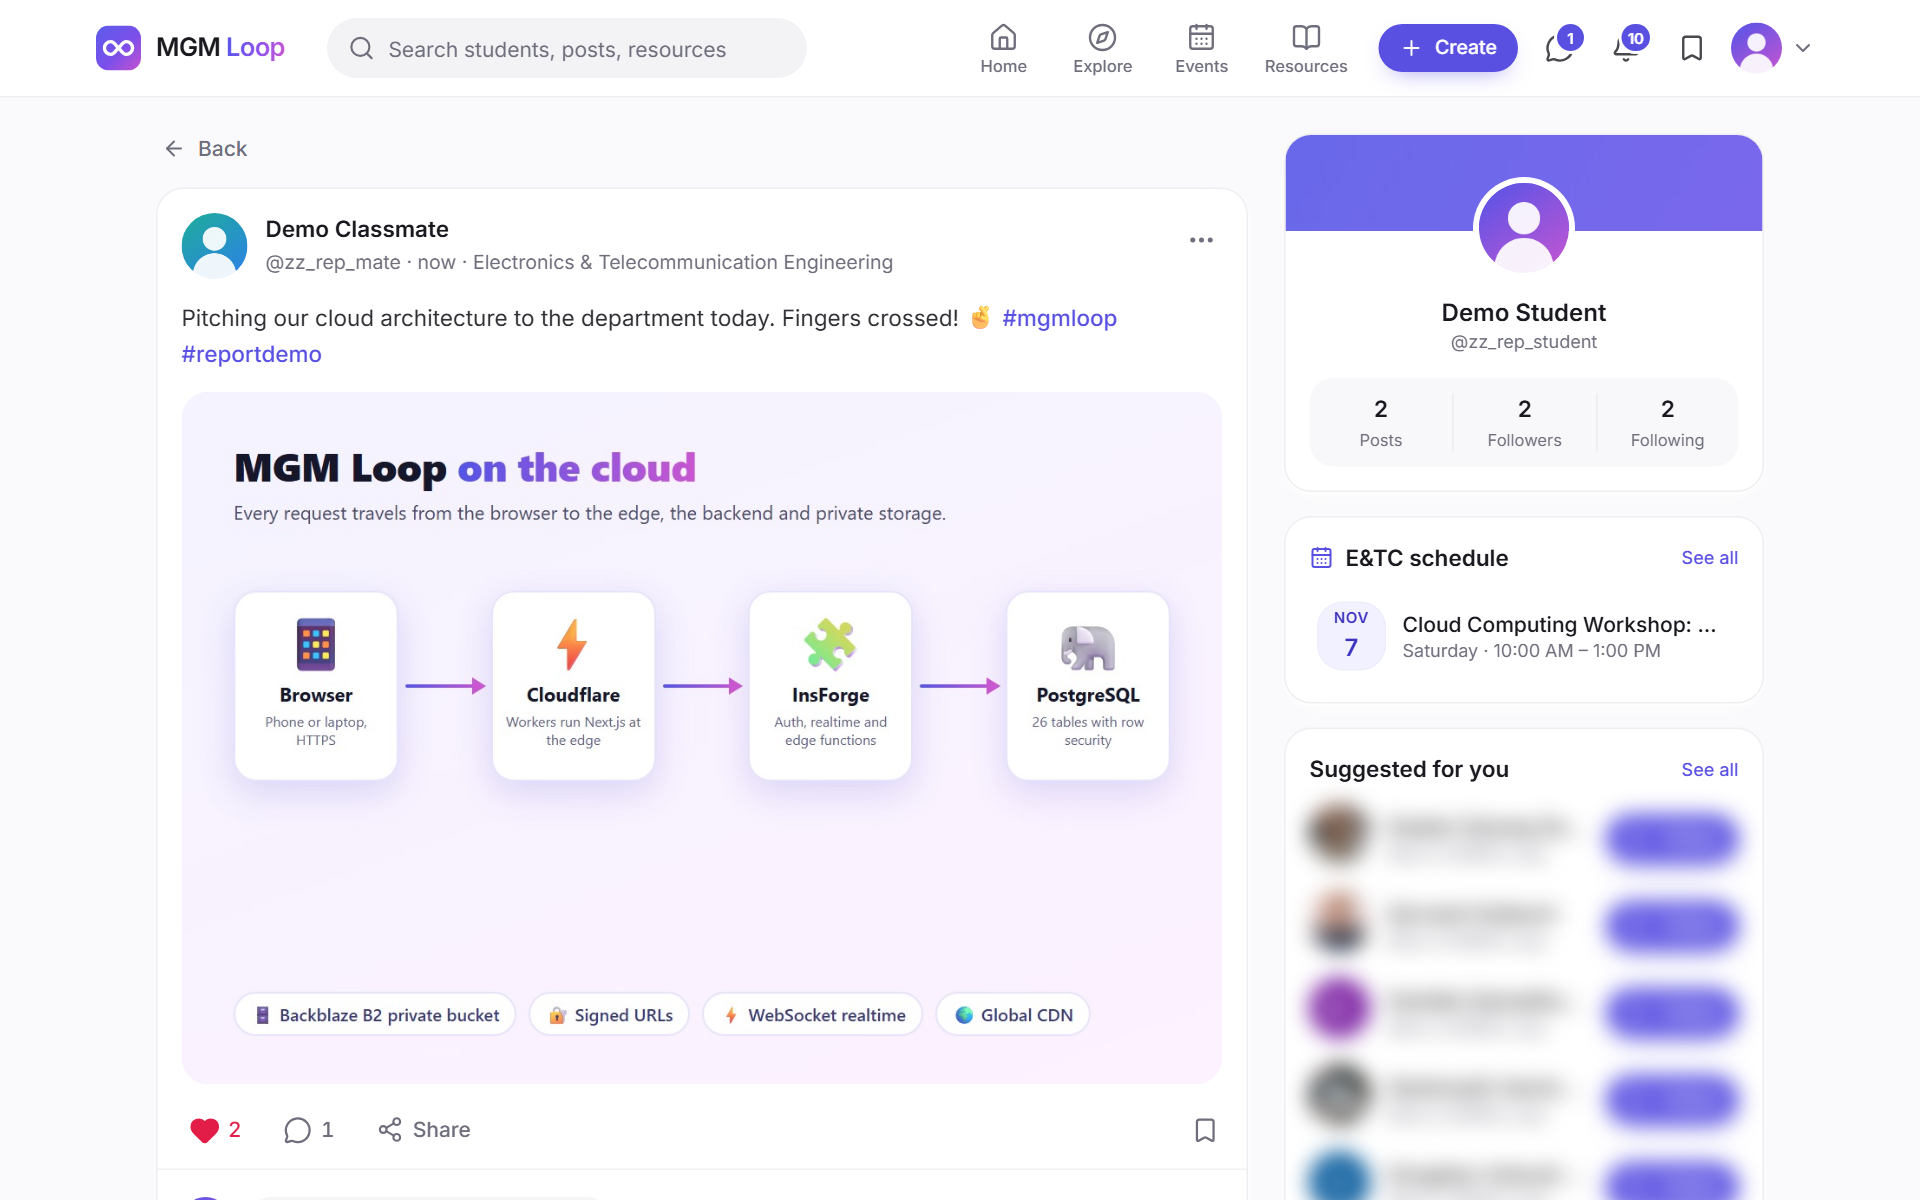 MGM Loop
Search students, posts, resources
Home
Explore
Events
Resources
Create
1
10
Back
Demo Classmate
@zz_rep_mate · now · Electronics & Telecommunication Engineering
Pitching our cloud architecture to the department today. Fingers crossed! 🤞 #mgmloop
#reportdemo
MGM Loop on the cloud
Every request travels from the browser to the edge, the backend and private storage.
Browser
Phone or laptop,
HTTPS
Cloudflare
Workers run Next.js at
the edge
InsForge
Auth, realtime and
edge functions
PostgreSQL
26 tables with row
security
Backblaze B2 private bucket
Signed URLs
WebSocket realtime
Global CDN
2
1
Share
Demo Student
@zz_rep_student
2
Posts
2
Followers
2
Following
E&TC schedule
See all
NOV
7
Cloud Computing Workshop: ...
Saturday · 10:00 AM – 1:00 PM
Suggested for you
See all